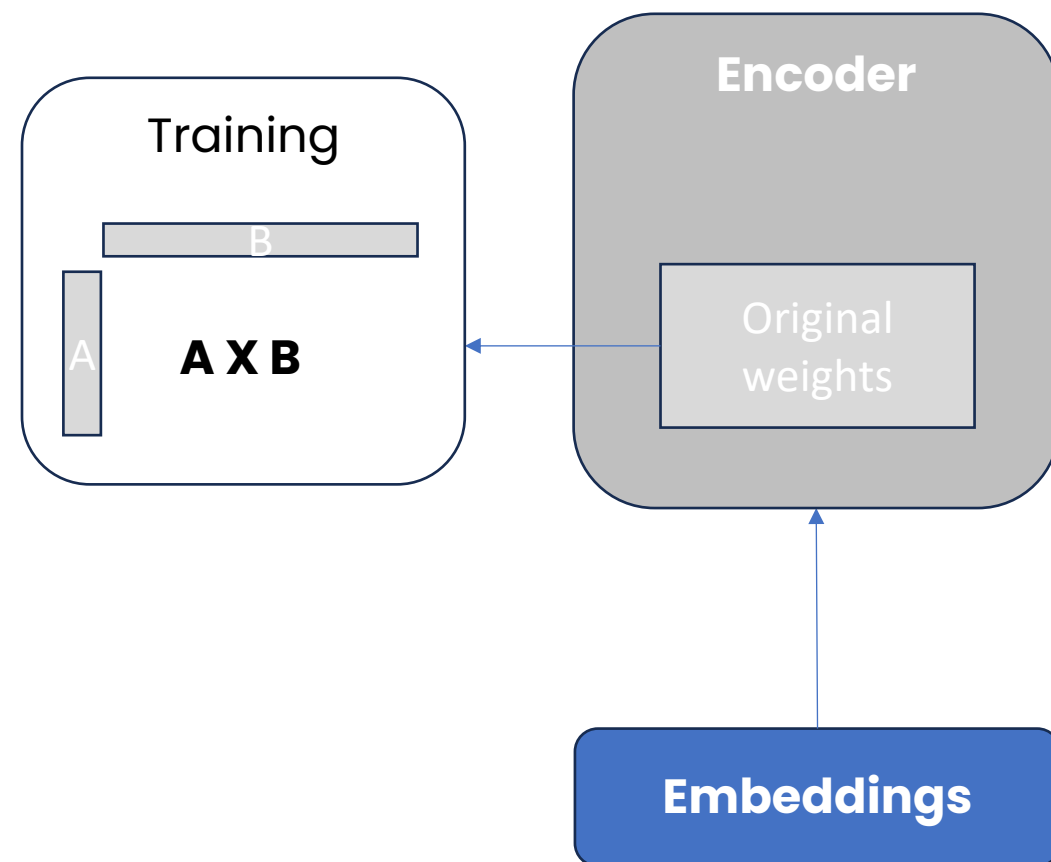 Encoder
Training
B
A
A X B
Original
weights
Embeddings